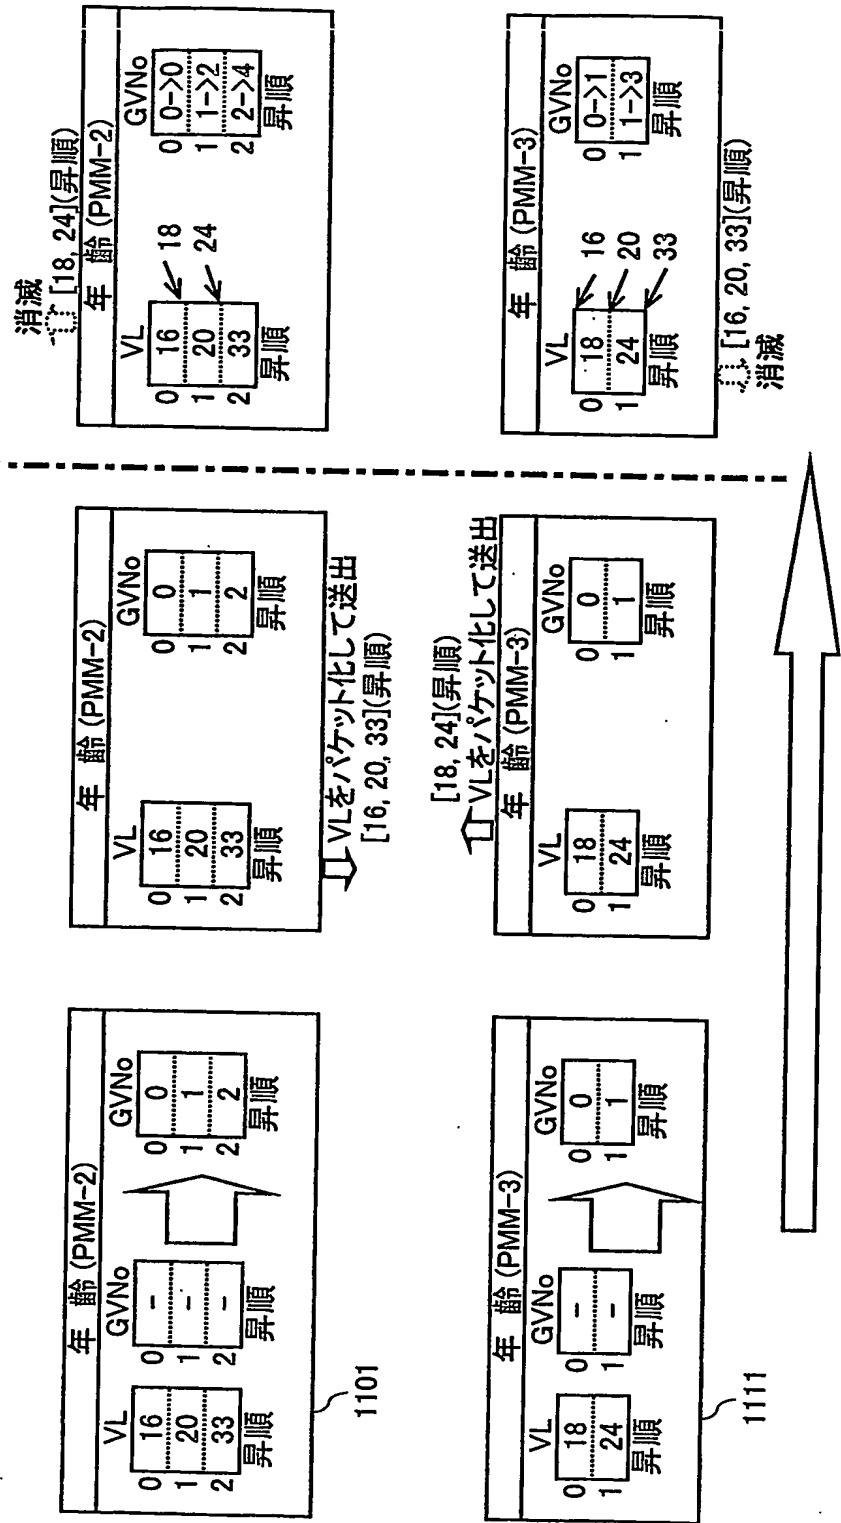 年 齢 (PMM-2)
VL GVNo GVNo
0 16 0 - 0 0
1 20 1 - 1 1
2 33 2 - 2 2
昇順 昇順 昇順
1101
年 齢 (PMM-3)
VL GVNo GVNo
0 18 0 - 0 0
1 24 1 - 1 1
昇順 昇順 昇順
1111
年 齢 (PMM-2)
VL GVNo
0 16 0 0
1 20 1 1
2 33 2 2
昇順 昇順
VLをパケット化して送出
[16, 20, 33](昇順)
[18, 24](昇順)
VLをパケット化して送出
年 齢 (PMM-3)
VL GVNo
0 18 0 0
1 24 1 1
昇順 昇順
消滅
[18, 24](昇順)
年 齢 (PMM-2)
VL GVNo
0 16 18 0 0->0
1 20 24 1 1->2
2 33 2 2->4
昇順 昇順
年 齢 (PMM-3)
VL GVNo
0 18 16 0 0->1
1 24 20 1 1->3
33
昇順 昇順
[16, 20, 33](昇順)
消滅